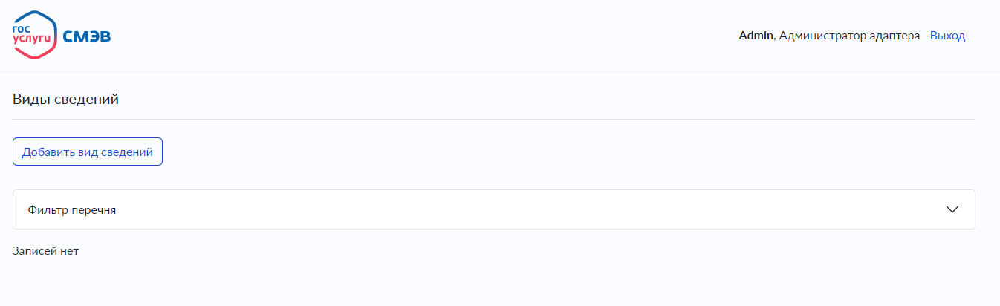 гос
услуги
СМЭВ
Admin, Администратор адаптера Выход
Виды сведений
Добавить вид сведений
Фильтр перечня
Записей нет